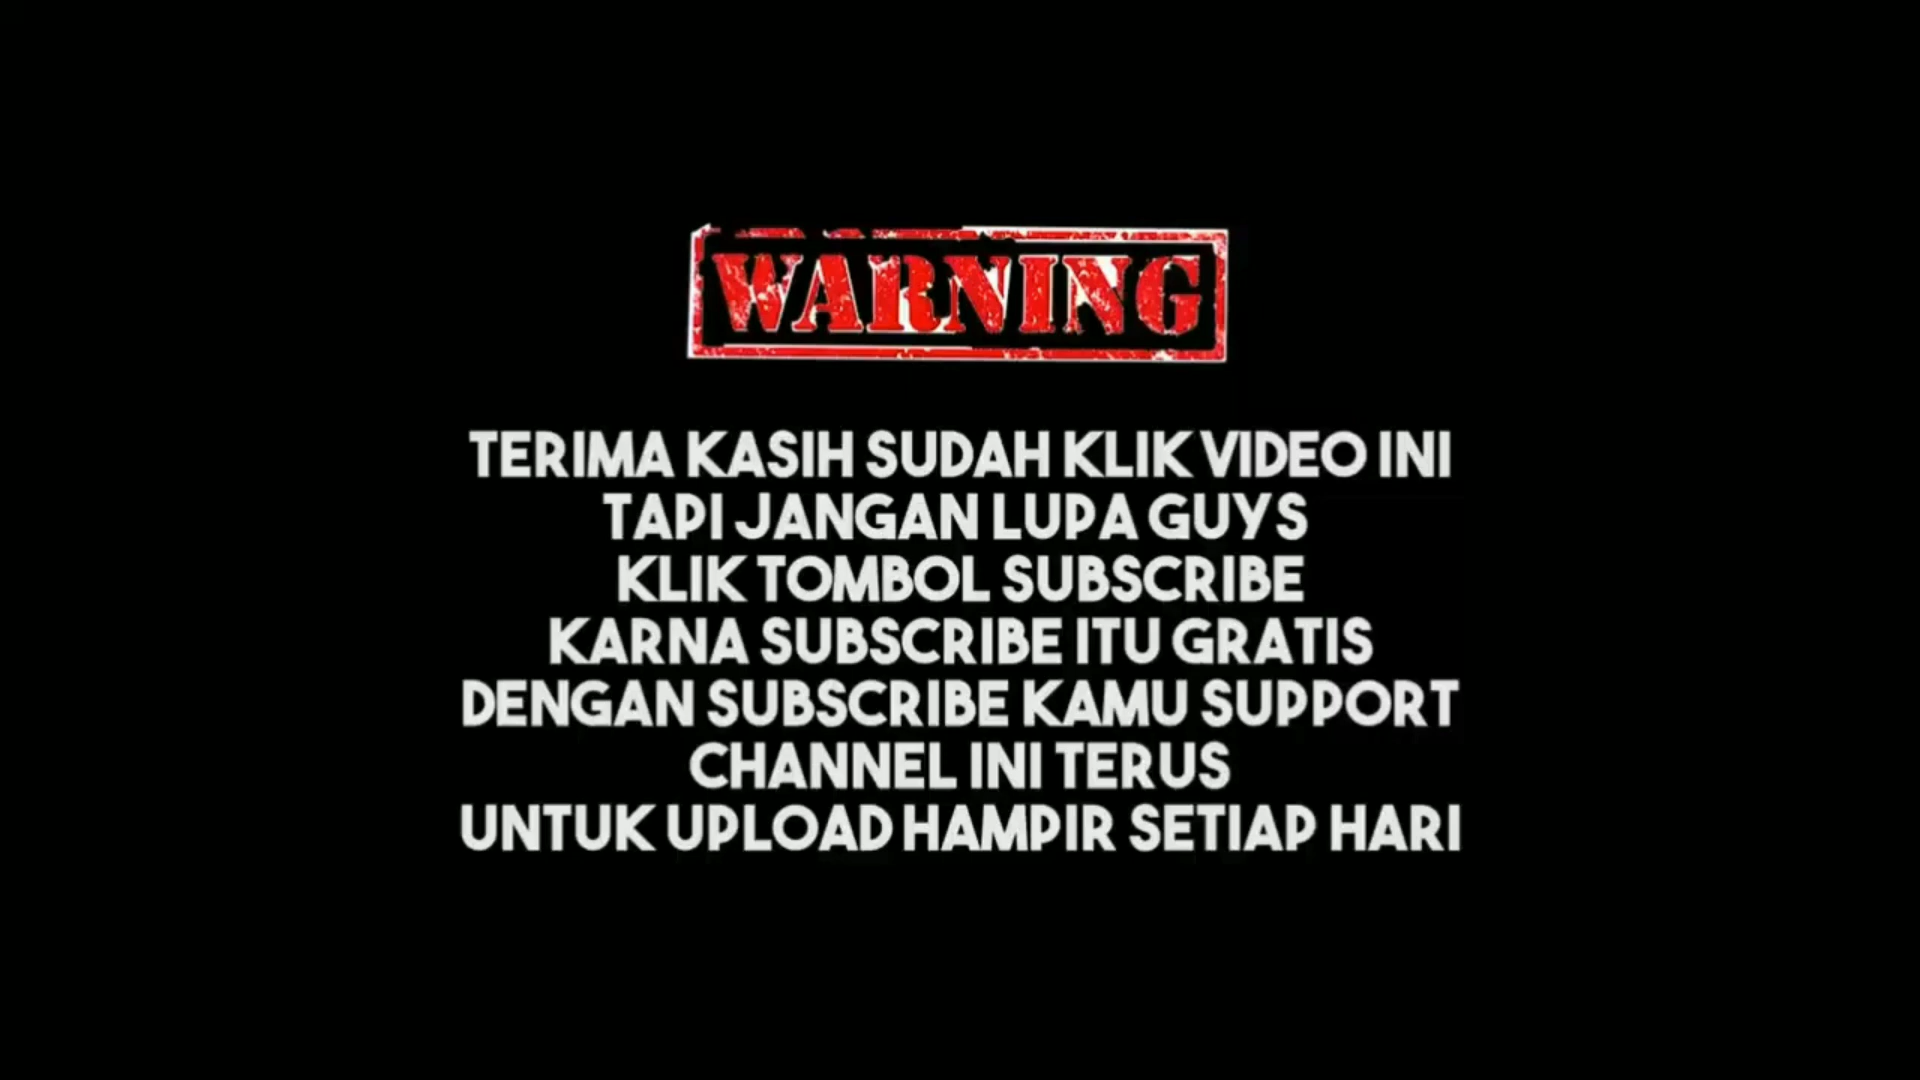 WARNING
TERIMA KASIH SUDAH KLIK VIDEO INI
TAPI JANGAN LUPA GUYS
KLIK TOMBOL SUBSCRIBE
KARNA SUBSCRIBE ITU GRATIS
DENGAN SUBSCRIBE KAMU SUPPORT
CHANNEL INI TERUS
UNTUK UPLOAD HAMPIR SETIAP HARI